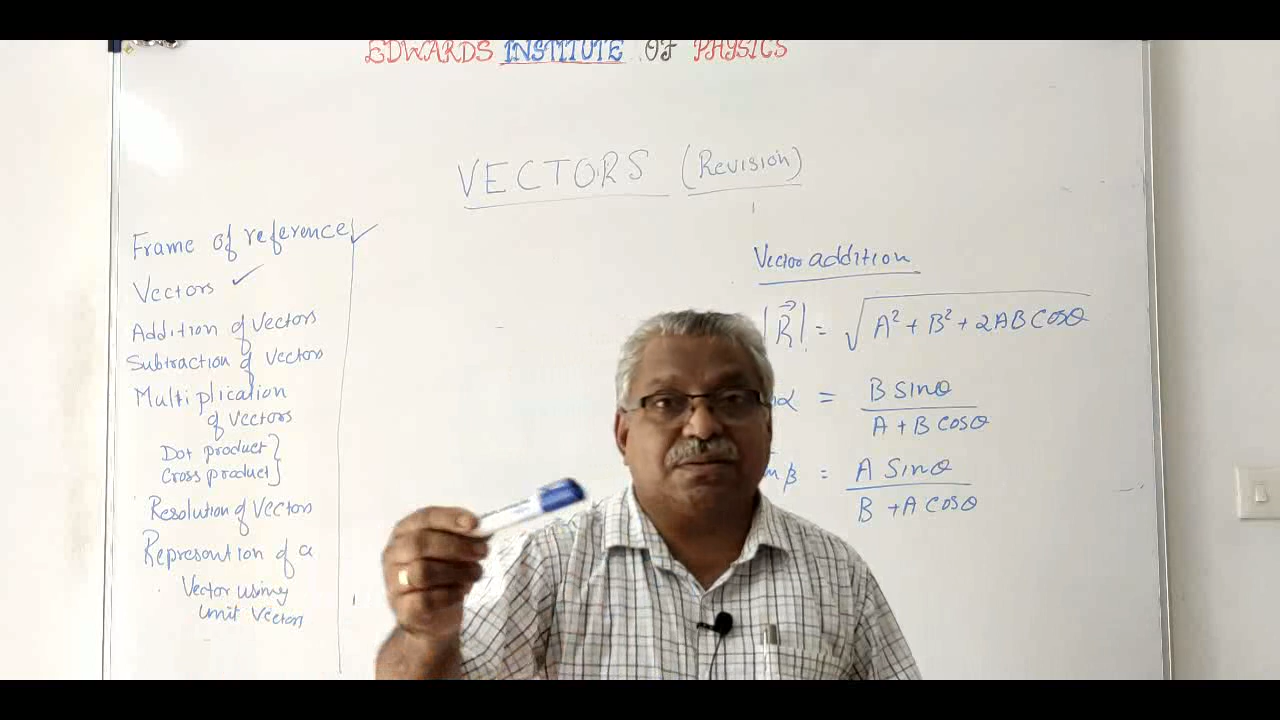 EDWARDS INSTITUTE OF PHYSICS
VECTORS (Revision)
Frame of reference ✓
Vectors ✓
Addition of vectors
Subtraction of vectors
Multiplication
of vectors
Dot product }
Cross product }
Resolution of vectors
Represontion of a
Vector using
unit vectors
Vector addition
|R⃗| = √(A² + B² + 2AB Cosθ)
α = B sinθ / (A + B Cosθ)
β = A Sinθ / (B + A Cosθ)